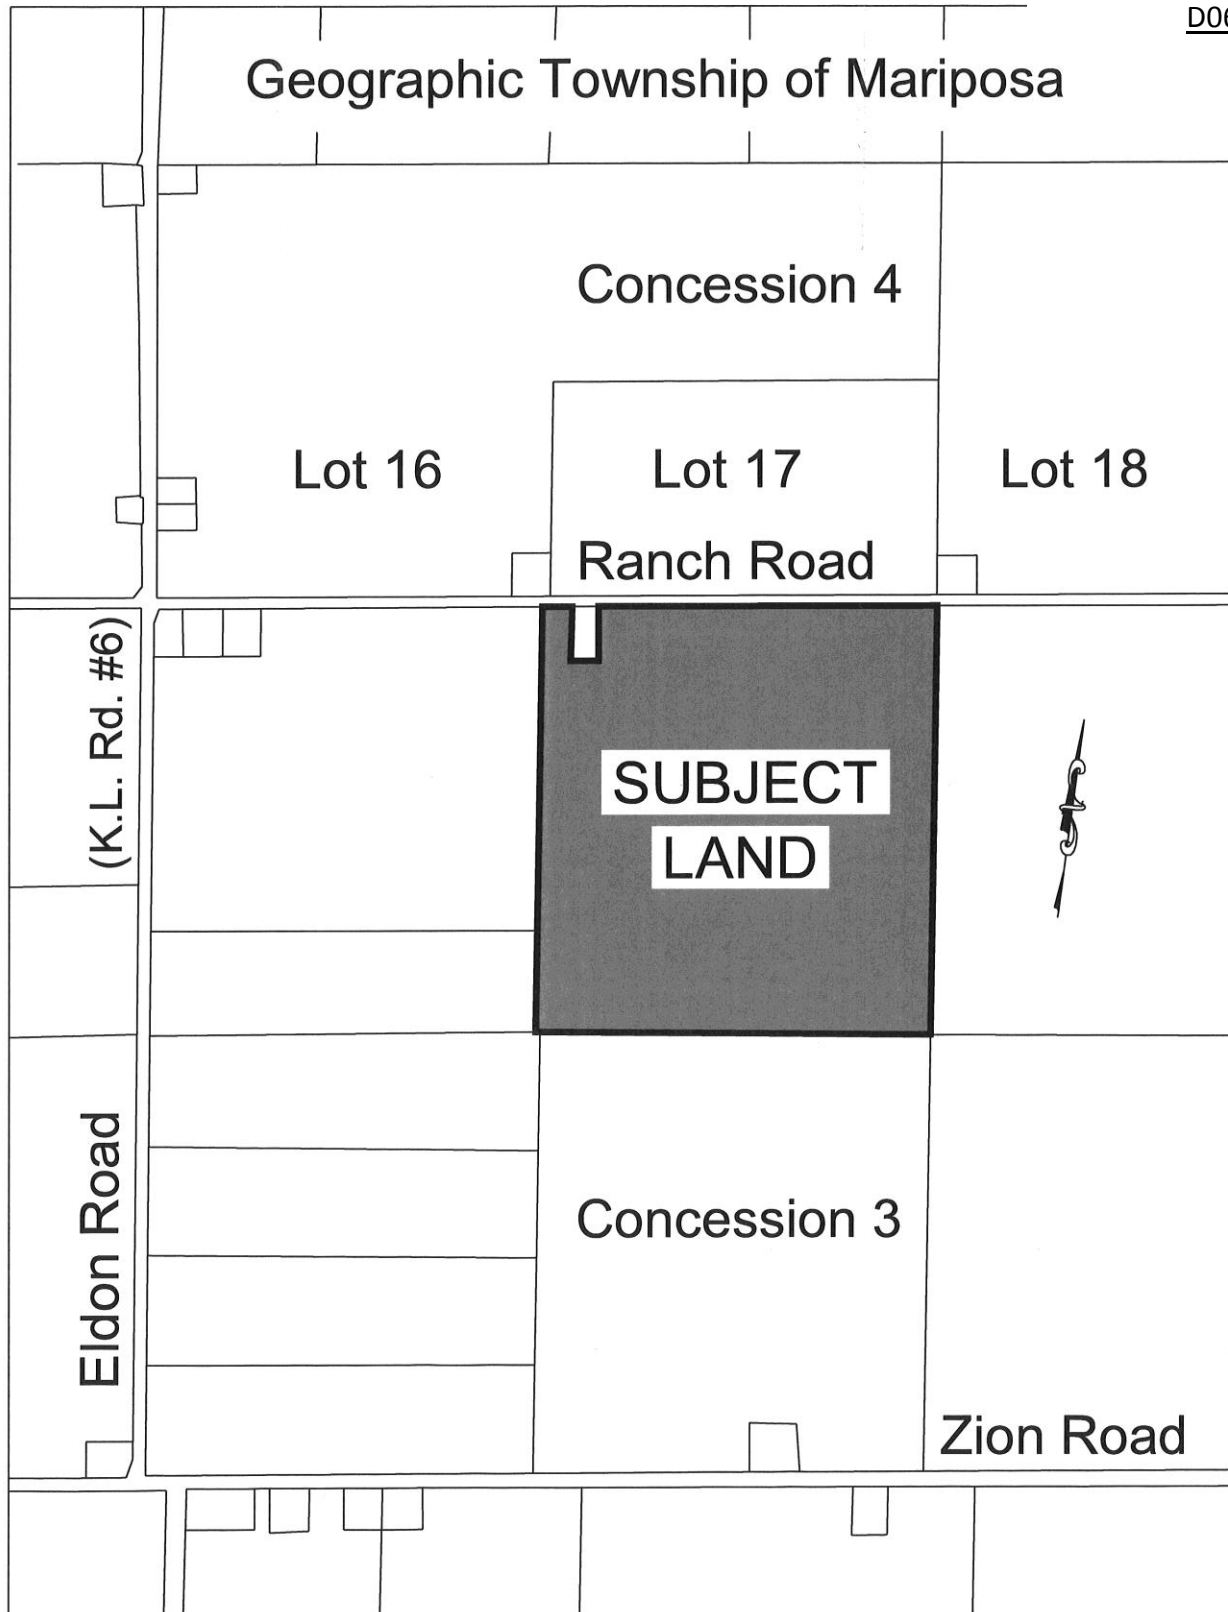 D06
Geographic Township of Mariposa
Concession 4
Lot 16
Lot 17
Lot 18
Ranch Road
(K.L. Rd. #6)
SUBJECT
LAND
Eldon Road
Concession 3
Zion Road